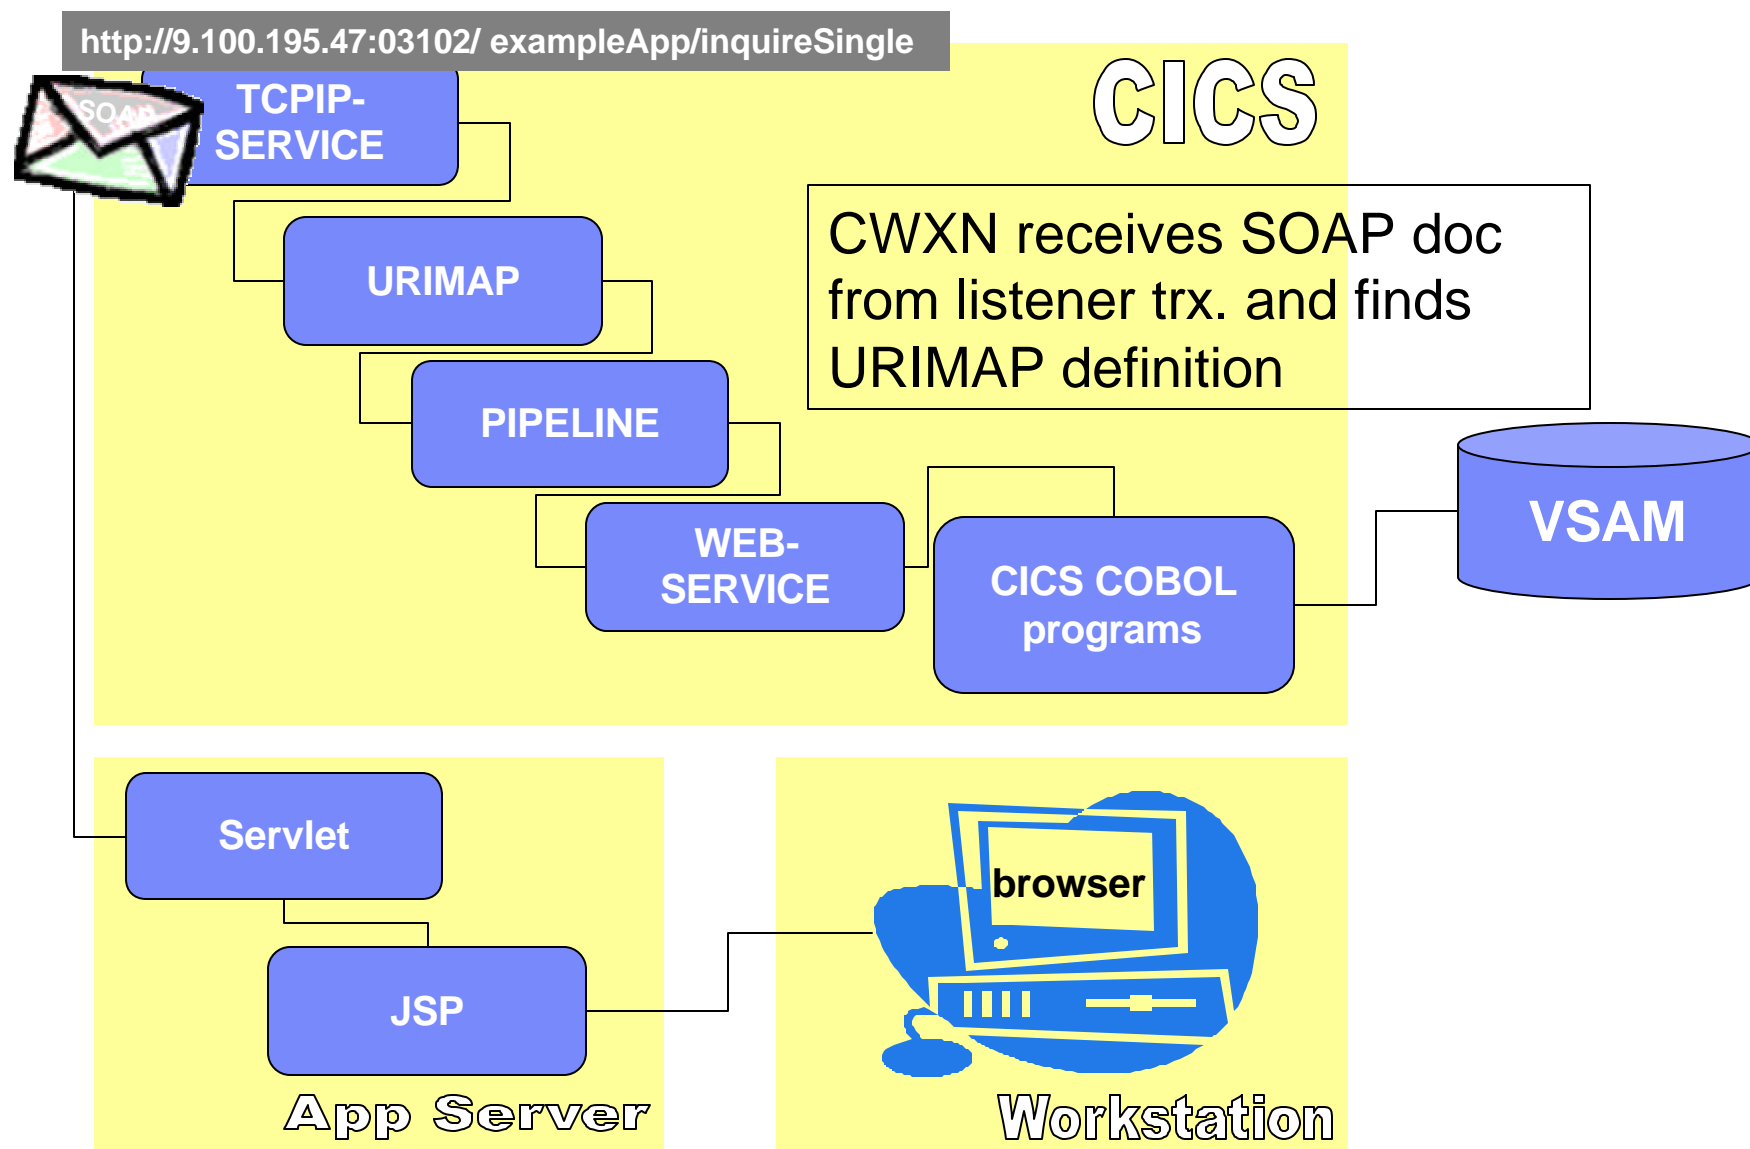 http://9.100.195.47:03102/ exampleApp/inquireSingle
CICS
SOAP
TCPIP-
SERVICE
CWXN receives SOAP doc
from listener trx. and finds
URIMAP definition
URIMAP
PIPELINE
VSAM
WEB-
SERVICE
CICS COBOL
programs
Servlet
browser
JSP
App Server
Workstation